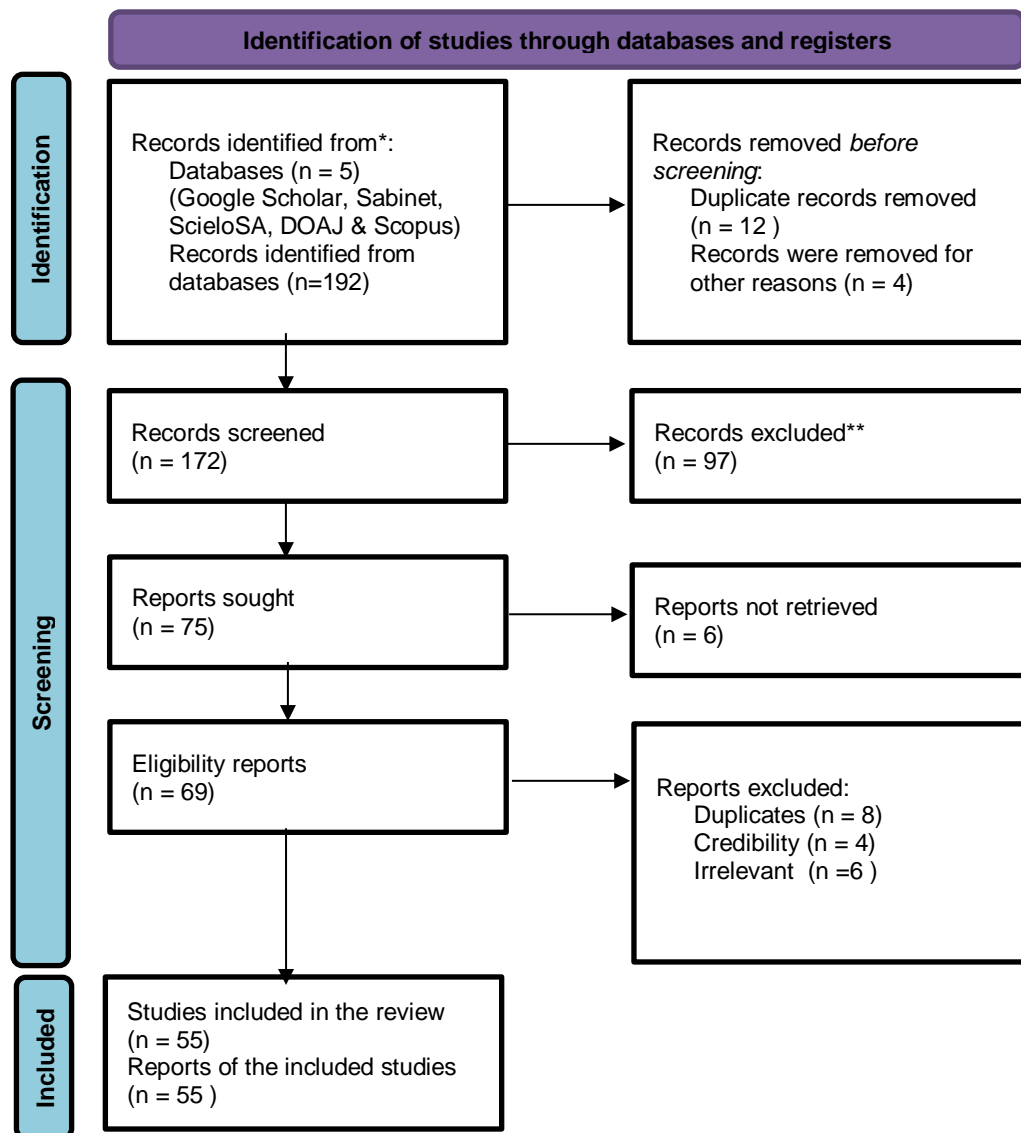 Identification of studies through databases and registers
Identification
Records identified from*:
Databases (n = 5)
(Google Scholar, Sabinet,
ScieloSA, DOAJ & Scopus)
Records identified from
databases (n=192)
Records removed before
screening:
Duplicate records removed
(n = 12 )
Records were removed for
other reasons (n = 4)
Screening
Records screened
(n = 172)
Records excluded**
(n = 97)
Reports sought
(n = 75)
Reports not retrieved
(n = 6)
Eligibility reports
(n = 69)
Reports excluded:
Duplicates (n = 8)
Credibility (n = 4)
Irrelevant  (n =6 )
Included
Studies included in the review
(n = 55)
Reports of the included studies
(n = 55 )